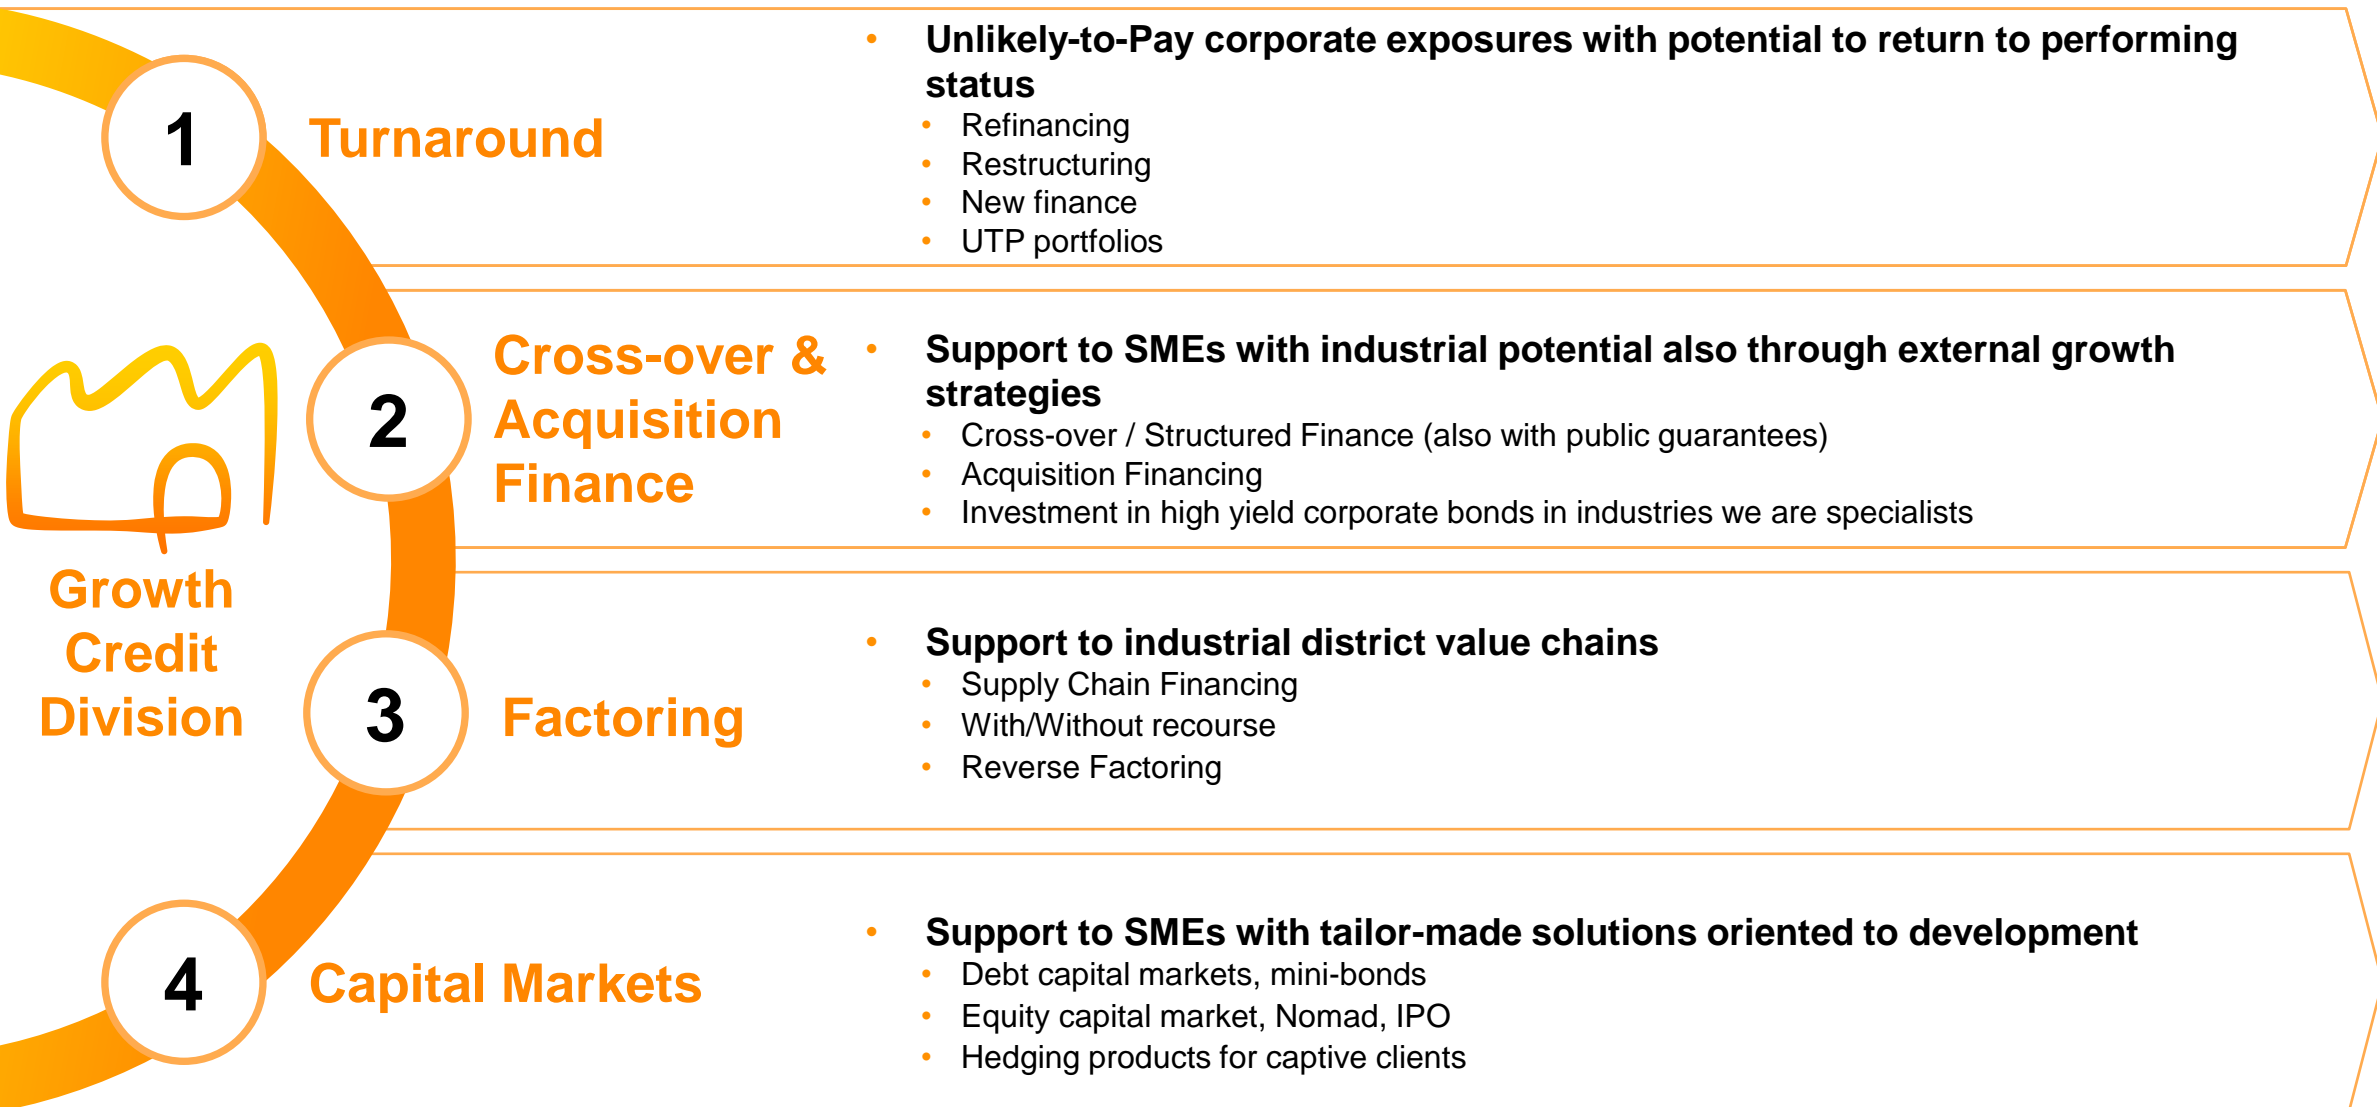 Growth
Credit
Division
1
Turnaround
• Unlikely-to-Pay corporate exposures with potential to return to performing
status
• Refinancing
• Restructuring
• New finance
• UTP portfolios
2
Cross-over &
Acquisition
Finance
• Support to SMEs with industrial potential also through external growth
strategies
• Cross-over / Structured Finance (also with public guarantees)
• Acquisition Financing
• Investment in high yield corporate bonds in industries we are specialists
3
Factoring
• Support to industrial district value chains
• Supply Chain Financing
• With/Without recourse
• Reverse Factoring
4
Capital Markets
• Support to SMEs with tailor-made solutions oriented to development
• Debt capital markets, mini-bonds
• Equity capital market, Nomad, IPO
• Hedging products for captive clients